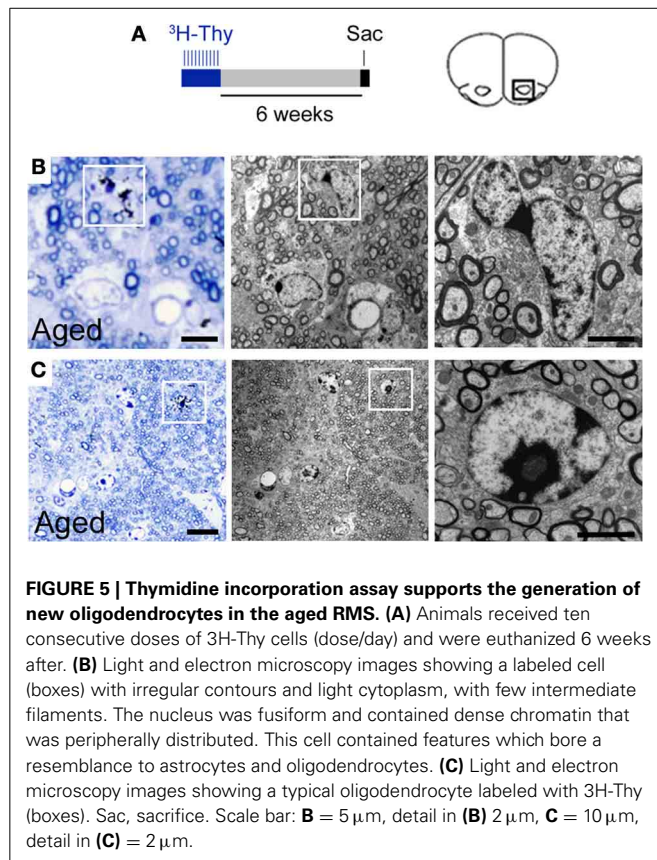 A
³H-Thy
Sac
6 weeks
B
Aged
C
Aged
FIGURE 5 | Thymidine incorporation assay supports the generation of
new oligodendrocytes in the aged RMS. (A) Animals received ten
consecutive doses of 3H-Thy cells (dose/day) and were euthanized 6 weeks
after. (B) Light and electron microscopy images showing a labeled cell
(boxes) with irregular contours and light cytoplasm, with few intermediate
filaments. The nucleus was fusiform and contained dense chromatin that
was peripherally distributed. This cell contained features which bore a
resemblance to astrocytes and oligodendrocytes. (C) Light and electron
microscopy images showing a typical oligodendrocyte labeled with 3H-Thy
(boxes). Sac, sacrifice. Scale bar: B = 5 μm, detail in (B) 2 μm, C = 10 μm,
detail in (C) = 2 μm.